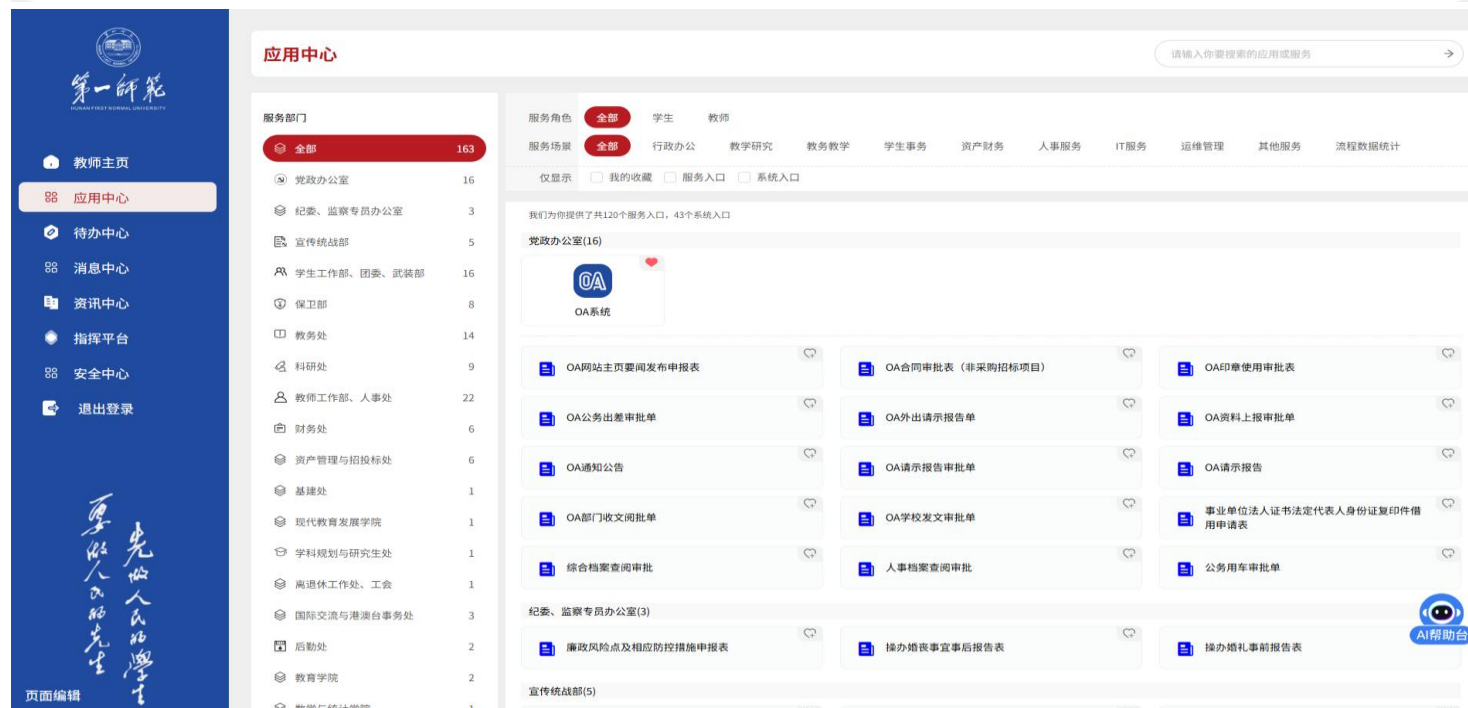 第一师範
HUNAN FIRST NORMAL UNIVERSITY
教师主页
应用中心
待办中心
消息中心
资讯中心
指挥平台
安全中心
退出登录
要做人民的先生
先做人民的學生
页面编辑
应用中心
请输入你要搜索的应用或服务
服务部门
全部 163
党政办公室 16
纪委、监察专员办公室 3
宣传统战部 5
学生工作部、团委、武装部 16
保卫部 8
教务处 14
科研处 9
教师工作部、人事处 22
财务处 6
资产管理与招投标处 6
基建处 1
现代教育发展学院 1
学科规划与研究生处 1
离退休工作处、工会 1
国际交流与港澳台事务处 3
后勤处 2
教育学院 2
数学与统计学院 1
服务角色 全部 学生 教师
服务场景 全部 行政办公 教学研究 教务教学 学生事务 资产财务 人事服务 IT服务 运维管理 其他服务 流程数据统计
仅显示 我的收藏 服务入口 系统入口
我们为你提供了共120个服务入口，43个系统入口
党政办公室(16)
OA
OA系统
OA网站主页要闻发布申报表 OA合同审批表（非采购招标项目） OA印章使用审批表
OA公务出差审批单 OA外出请示报告单 OA资料上报审批单
OA通知公告 OA请示报告审批单 OA请示报告
OA部门收文阅批单 OA学校发文审批单 事业单位法人证书法定代表人身份证复印件借
用申请表
综合档案查阅审批 人事档案查阅审批 公务用车审批单
纪委、监察专员办公室(3)
廉政风险点及相应防控措施申报表 操办婚丧事宜事后报告表 操办婚礼事前报告表
AI帮助台
宣传统战部(5)